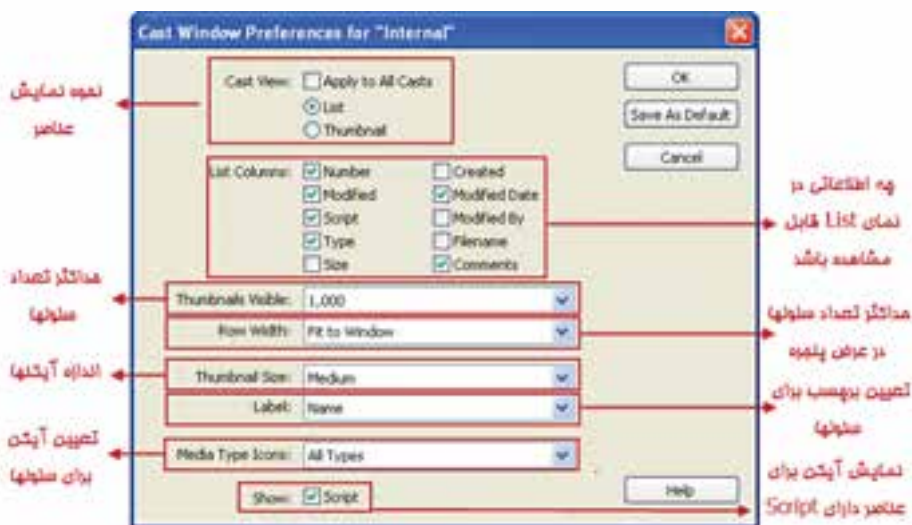 Cast Window Preferences for "Internal"
Cast View:
Apply to All Casts
List
Thumbnail
OK
Save As Default
Cancel
List Columns:
Number
Created
Modified
Modified Date
Script
Modified By
Type
Filename
Size
Comments
Thumbnails Visible:
1,000
Row Width:
Fit to Window
Thumbnail Size:
Medium
Label:
Name
Media Type Icons:
All Types
Show:
Script
Help
نحوه نمایش
عناصر
چه اطلاعاتی در
نمای List قابل
مشاهده باشد
حداکثر تعداد
سلولها
حداکثر تعداد سلولها
در عرض پنجره
اندازه آیکنها
تعیین برچسب برای
سلولها
تعیین آیکن
برای سلولها
نمایش آیکن برای
عناصر دارای Script